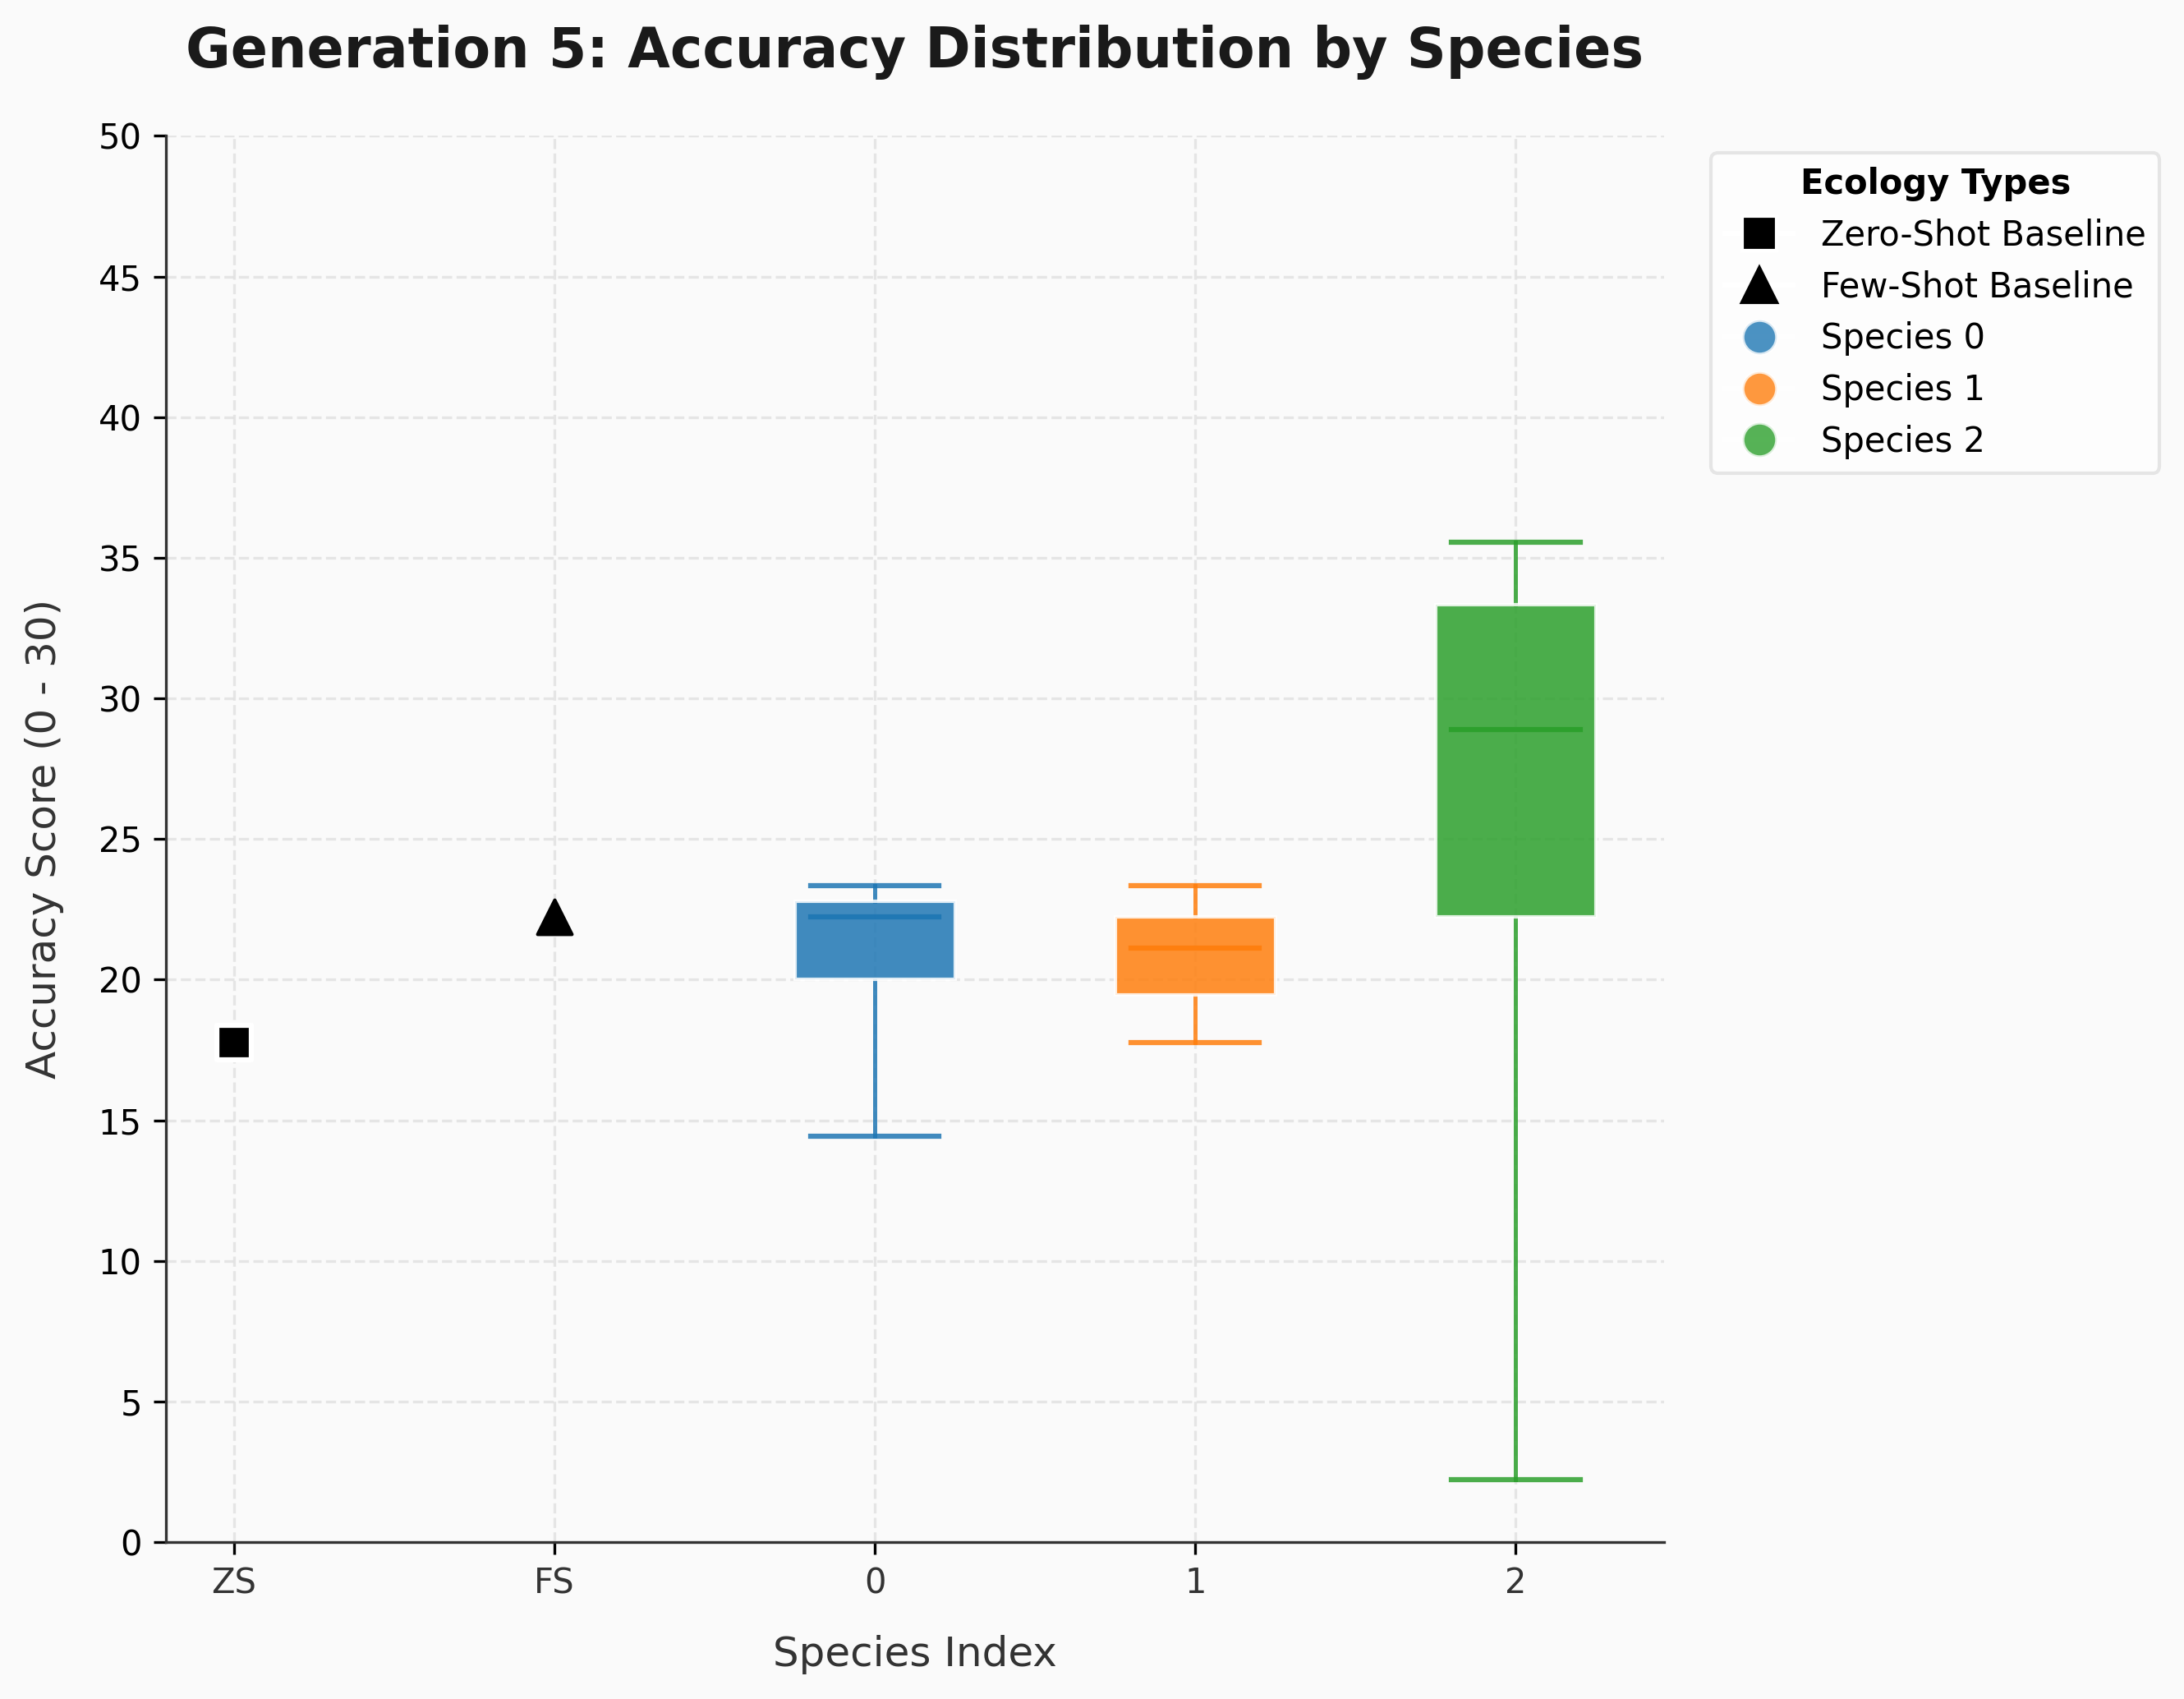 Generation 5: Accuracy Distribution by Species
50
45
40
35
30
25
20
15
10
5
0
Accuracy Score (0 - 30)
ZS
FS
0
1
2
Species Index
Ecology Types
Zero-Shot Baseline
Few-Shot Baseline
Species 0
Species 1
Species 2